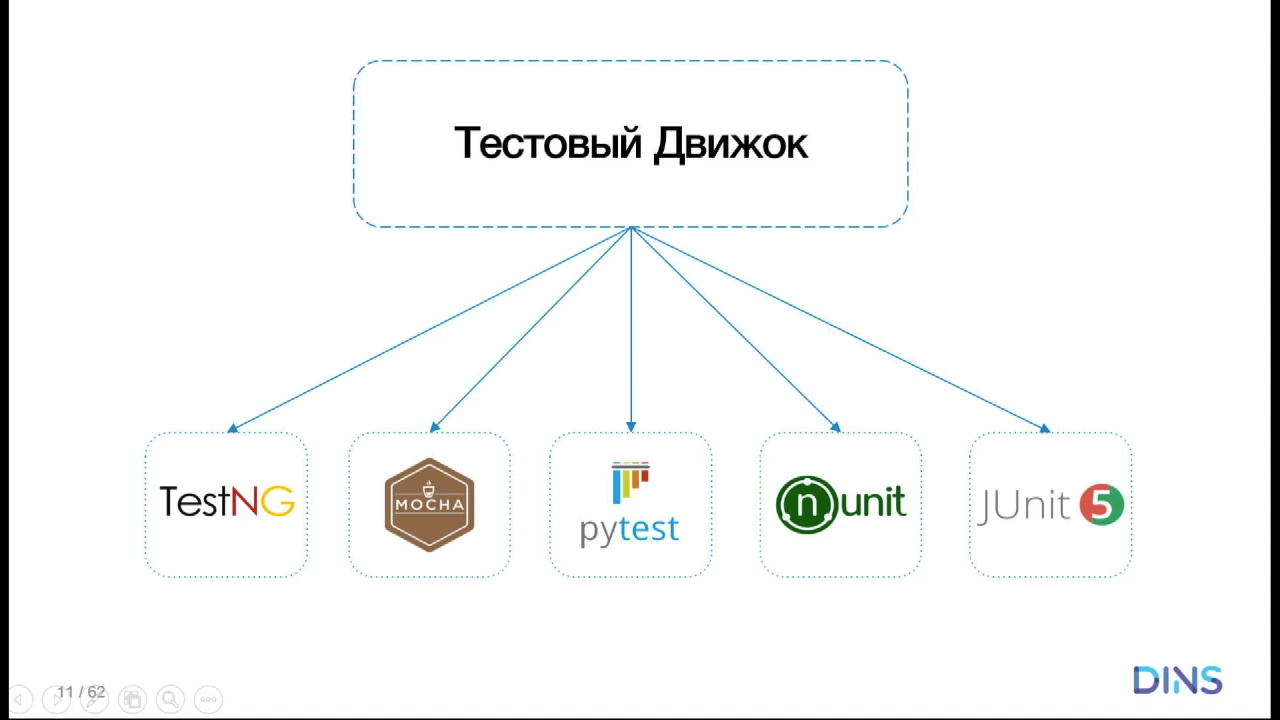 Тестовый Движок
TestNG
MOCHA
pytest
nunit
JUnit 5
11 / 62
DINS